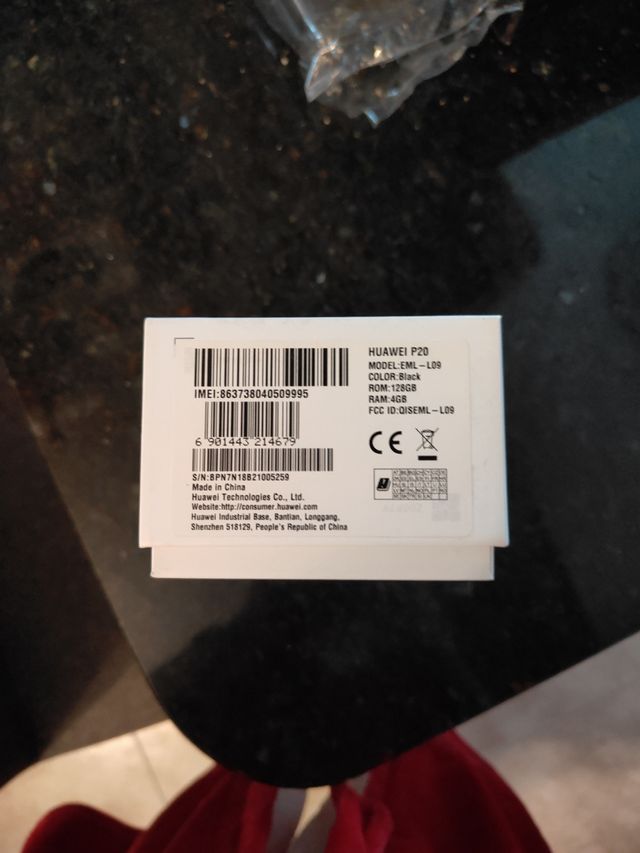 IMEI:863738040509995
6 901443 214679
S/N:BPN7N18B21005259
Made in China
Huawei Technologies Co., Ltd.
Website:http://consumer.huawei.com
Huawei Industrial Base, Bantian, Longgang,
Shenzhen 518129, People's Republic of China
HUAWEI P20
MODEL:EML-L09
COLOR:Black
ROM:128GB
RAM:4GB
FCC ID:QISEML-L09
CE